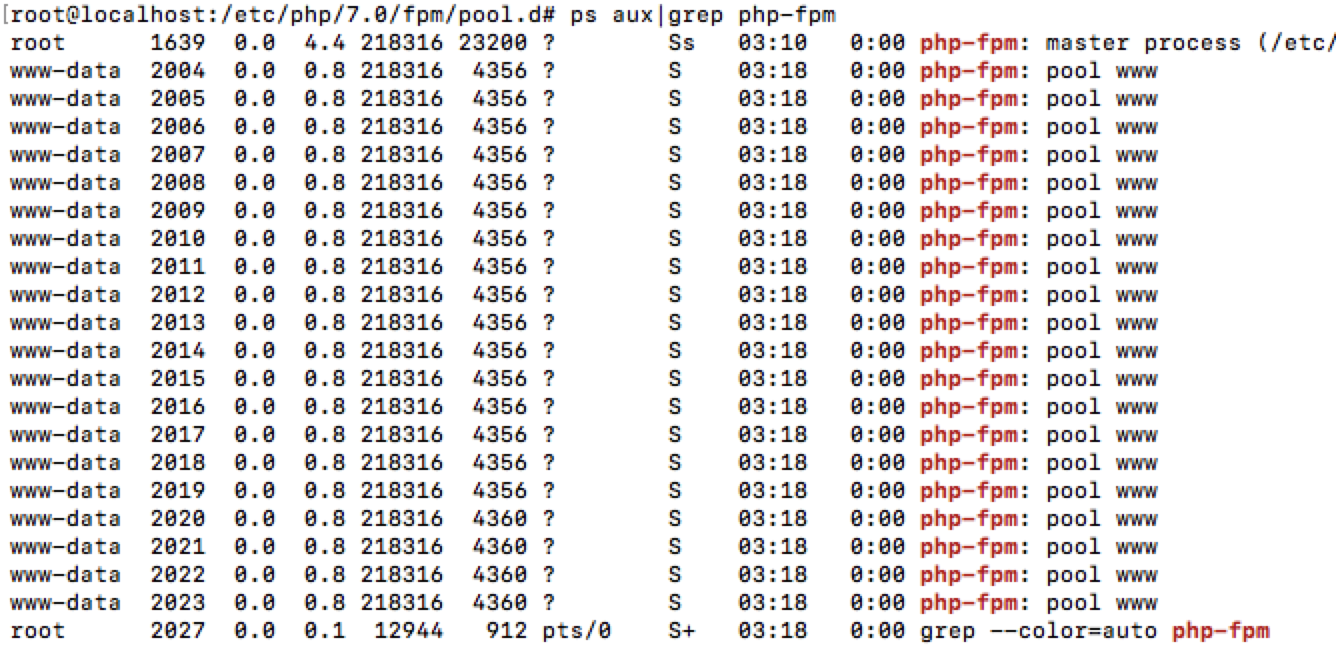 [root@localhost:/etc/php/7.0/fpm/pool.d# ps aux|grep php-fpm
root      1639  0.0  4.4 218316 23200 ?        Ss   03:10   0:00 php-fpm: master process (/etc/
www-data  2004  0.0  0.8 218316  4356 ?        S    03:18   0:00 php-fpm: pool www
www-data  2005  0.0  0.8 218316  4356 ?        S    03:18   0:00 php-fpm: pool www
www-data  2006  0.0  0.8 218316  4356 ?        S    03:18   0:00 php-fpm: pool www
www-data  2007  0.0  0.8 218316  4356 ?        S    03:18   0:00 php-fpm: pool www
www-data  2008  0.0  0.8 218316  4356 ?        S    03:18   0:00 php-fpm: pool www
www-data  2009  0.0  0.8 218316  4356 ?        S    03:18   0:00 php-fpm: pool www
www-data  2010  0.0  0.8 218316  4356 ?        S    03:18   0:00 php-fpm: pool www
www-data  2011  0.0  0.8 218316  4356 ?        S    03:18   0:00 php-fpm: pool www
www-data  2012  0.0  0.8 218316  4356 ?        S    03:18   0:00 php-fpm: pool www
www-data  2013  0.0  0.8 218316  4356 ?        S    03:18   0:00 php-fpm: pool www
www-data  2014  0.0  0.8 218316  4356 ?        S    03:18   0:00 php-fpm: pool www
www-data  2015  0.0  0.8 218316  4356 ?        S    03:18   0:00 php-fpm: pool www
www-data  2016  0.0  0.8 218316  4356 ?        S    03:18   0:00 php-fpm: pool www
www-data  2017  0.0  0.8 218316  4356 ?        S    03:18   0:00 php-fpm: pool www
www-data  2018  0.0  0.8 218316  4356 ?        S    03:18   0:00 php-fpm: pool www
www-data  2019  0.0  0.8 218316  4356 ?        S    03:18   0:00 php-fpm: pool www
www-data  2020  0.0  0.8 218316  4360 ?        S    03:18   0:00 php-fpm: pool www
www-data  2021  0.0  0.8 218316  4360 ?        S    03:18   0:00 php-fpm: pool www
www-data  2022  0.0  0.8 218316  4360 ?        S    03:18   0:00 php-fpm: pool www
www-data  2023  0.0  0.8 218316  4360 ?        S    03:18   0:00 php-fpm: pool www
root      2027  0.0  0.1  12944   912 pts/0    S+   03:18   0:00 grep --color=auto php-fpm